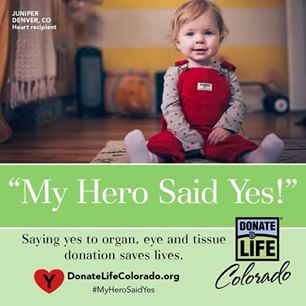 JUNIPER
DENVER, CO
Heart recipient
“My Hero Said Yes!”
Saying yes to organ, eye and tissue
donation saves lives.
DONATE
LIFE
Colorado
Y
DonateLifeColorado.org
#MyHeroSaidYes